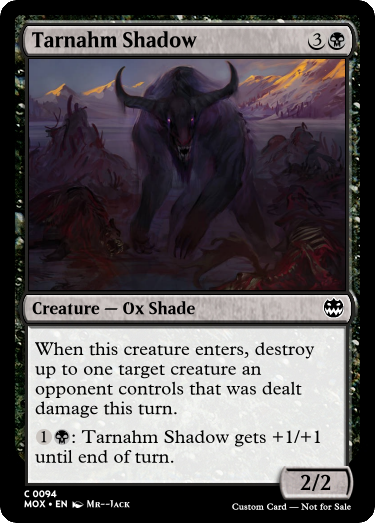 Tarnahm Shadow 3
Creature — Ox Shade
When this creature enters, destroy
up to one target creature an
opponent controls that was dealt
damage this turn.
1 : Tarnahm Shadow gets +1/+1
until end of turn.
2/2
C 0094
MOX • EN Mr--Jack
Custom Card — Not for Sale